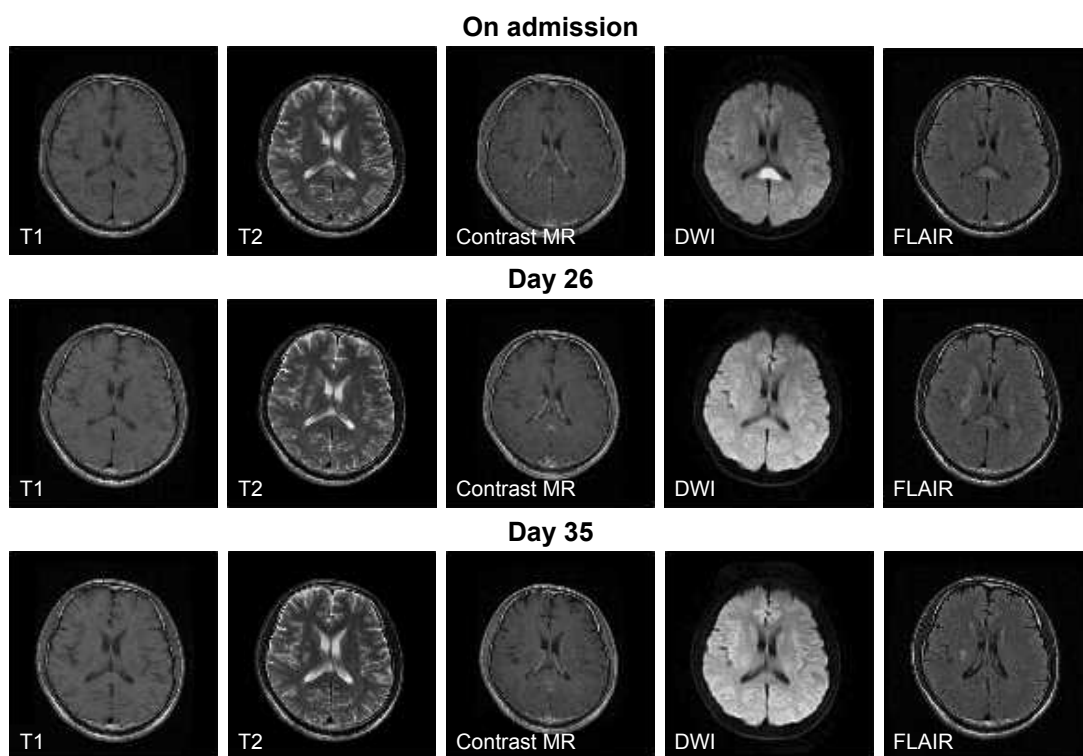 On admission
T1 T2 Contrast MR DWI FLAIR
Day 26
T1 T2 Contrast MR DWI FLAIR
Day 35
T1 T2 Contrast MR DWI FLAIR